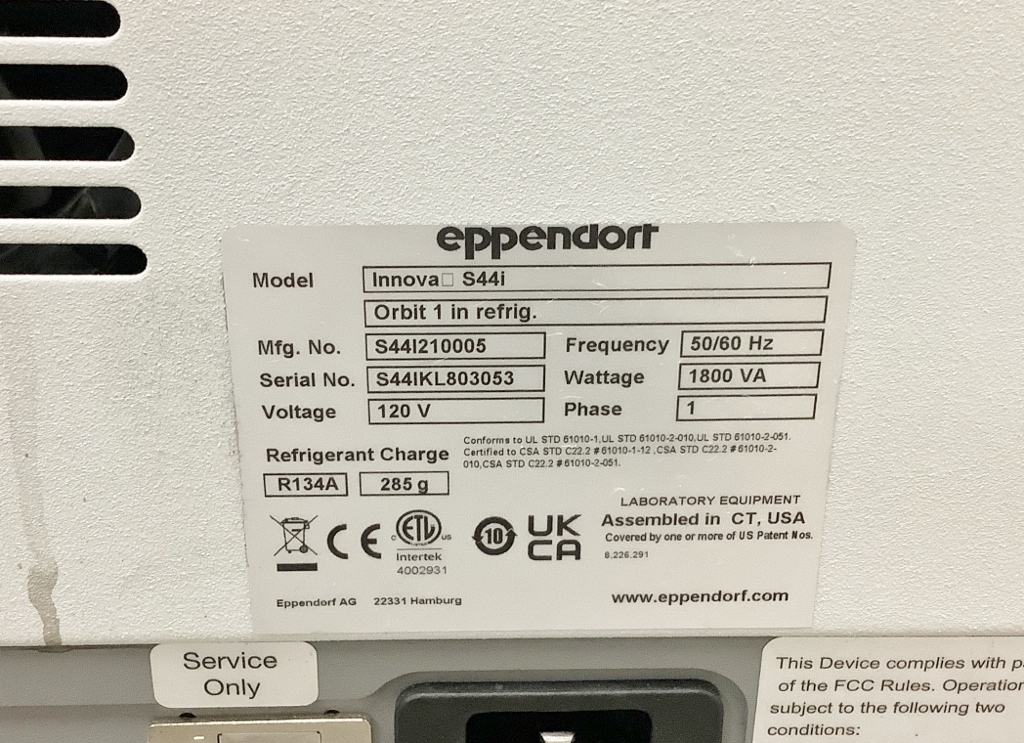 eppendorf
Model Innova□ S44i
Orbit 1 in refrig.
Mfg. No. S44I210005 Frequency 50/60 Hz
Serial No. S44IKL803053 Wattage 1800 VA
Voltage 120 V Phase 1
Refrigerant Charge
R134A 285 g
Conforms to UL STD 61010-1,UL STD 61010-2-010,UL STD 61010-2-051.
Certified to CSA STD C22.2 #61010-1-12 ,CSA STD C22.2 #61010-2-
010,CSA STD C22.2 #61010-2-051.
CE
c ETL us
Intertek
4002931
10
UK
CA
LABORATORY EQUIPMENT
Assembled in CT, USA
Covered by one or more of US Patent Nos.
8.226.291
Eppendorf AG 22331 Hamburg
www.eppendorf.com
Service
Only
This Device complies with
of the FCC Rules. Operation
subject to the following two
conditions: